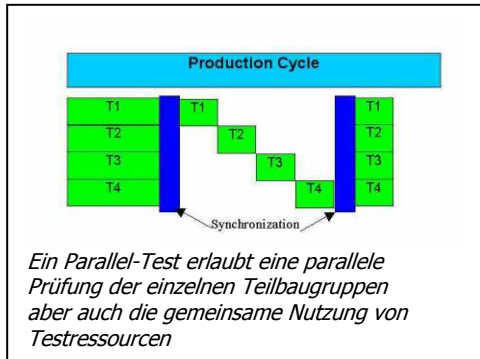 Production Cycle
T1 T1 T1
T2 T2 T2
T3 T3 T3
T4 T4 T4
Synchronization
Ein Parallel-Test erlaubt eine parallele
Prüfung der einzelnen Teilbaugruppen
aber auch die gemeinsame Nutzung von
Testressourcen